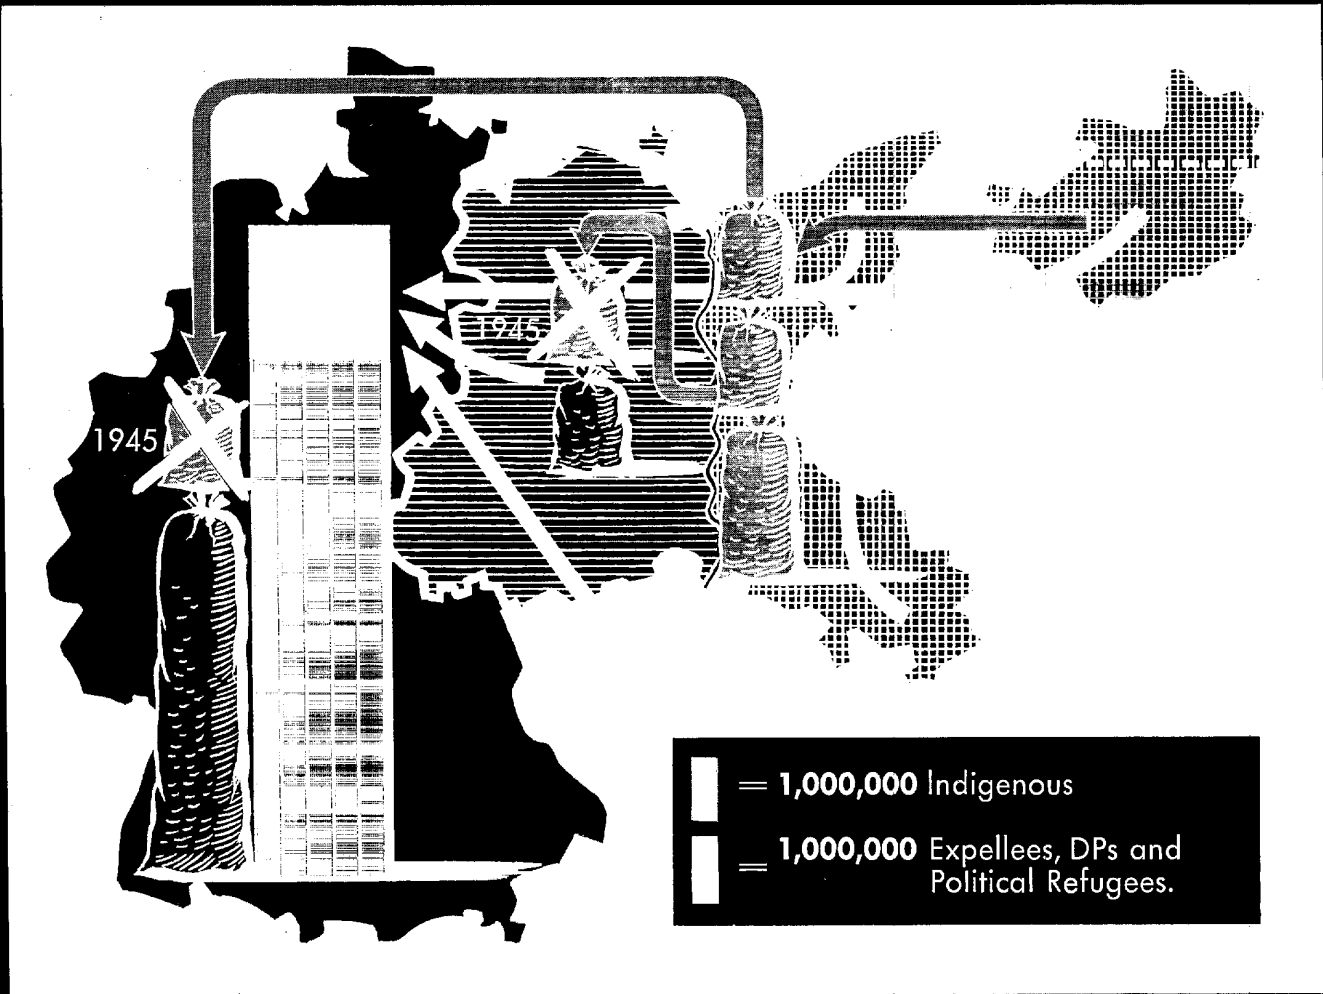 1945
1945
= 1,000,000 Indigenous
= 1,000,000 Expellees, DPs and
Political Refugees.